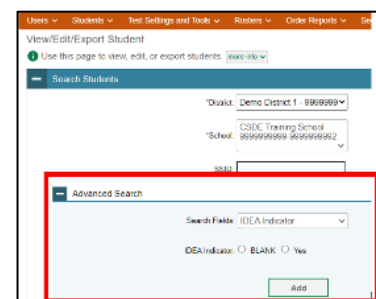 Users Students Test Settings and Tools Rosters Order Reports Se
View/Edit/Export Student
Use this page to view, edit, or export students. more info
Search Students
*District: Demo District 1 - 9999999
*School: CSDE Training School
9999999999 9999999992
SSID:
Advanced Search
Search Fields: IDEA Indicator
IDEA Indicator: BLANK Yes
Add